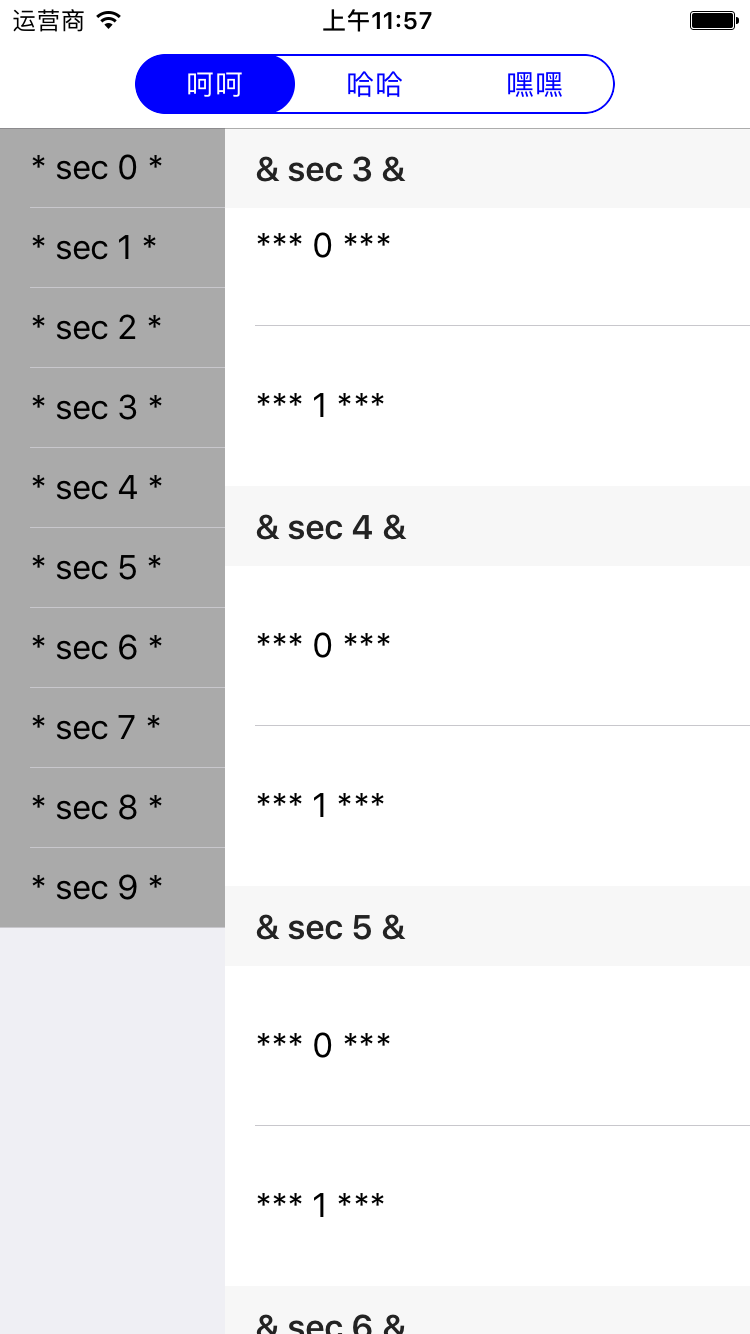 运营商 上午11:57
呵呵 哈哈 嘿嘿
* sec 0 *
* sec 1 *
* sec 2 *
* sec 3 *
* sec 4 *
* sec 5 *
* sec 6 *
* sec 7 *
* sec 8 *
* sec 9 *
& sec 3 &
*** 0 ***
*** 1 ***
& sec 4 &
*** 0 ***
*** 1 ***
& sec 5 &
*** 0 ***
*** 1 ***
& sec 6 &